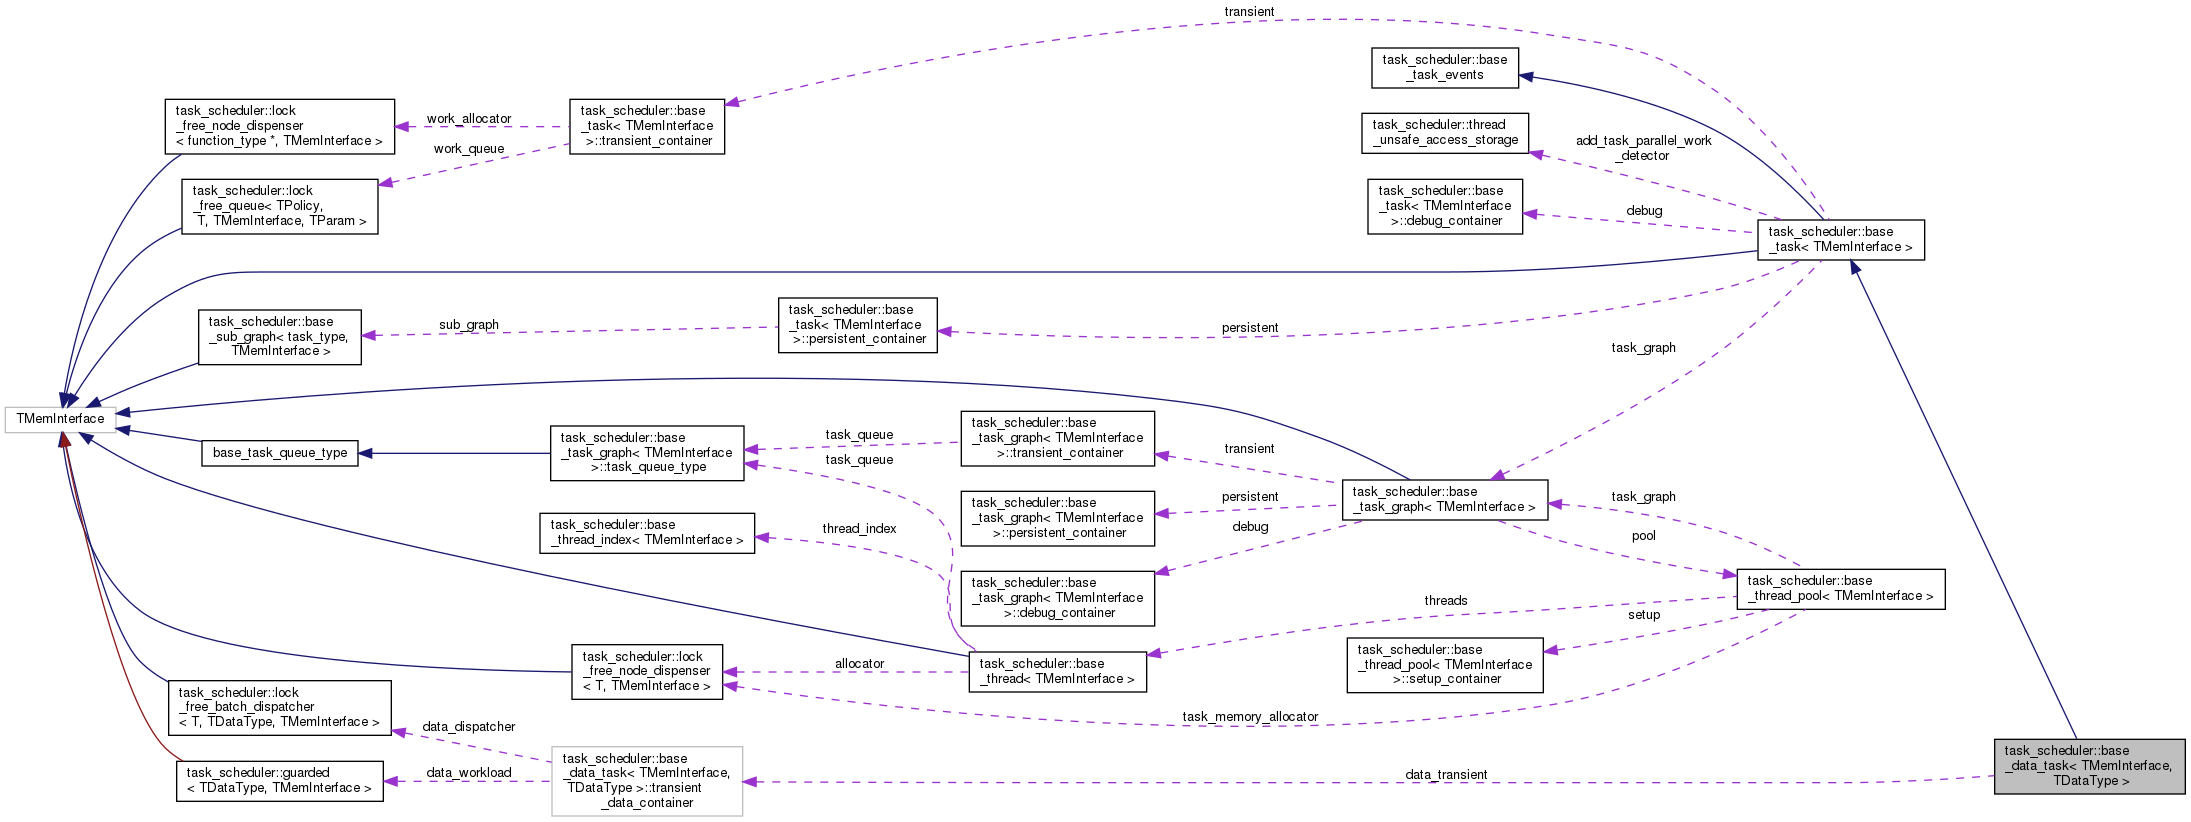 transient
task_scheduler::base
_task_events
task_scheduler::lock
_free_node_dispenser
< function_type *, TMemInterface >
work_allocator
task_scheduler::base
_task< TMemInterface
>::transient_container
task_scheduler::thread
_unsafe_access_storage
add_task_parallel_work
_detector
work_queue
task_scheduler::lock
_free_queue< TPolicy,
T, TMemInterface, TParam >
task_scheduler::base
_task< TMemInterface
>::debug_container
debug
task_scheduler::base
_task< TMemInterface >
task_scheduler::base
_sub_graph< task_type,
TMemInterface >
sub_graph
task_scheduler::base
_task< TMemInterface
>::persistent_container
persistent
task_graph
TMemInterface
base_task_queue_type
task_scheduler::base
_task_graph< TMemInterface
>::task_queue_type
task_queue
task_queue
task_scheduler::base
_task_graph< TMemInterface
>::transient_container
transient
task_scheduler::base
_task_graph< TMemInterface >
task_graph
task_scheduler::base
_thread_index< TMemInterface >
thread_index
task_scheduler::base
_task_graph< TMemInterface
>::persistent_container
persistent
debug
pool
task_scheduler::base
_task_graph< TMemInterface
>::debug_container
task_scheduler::base
_thread_pool< TMemInterface >
threads
setup
task_scheduler::lock
_free_node_dispenser
< T, TMemInterface >
allocator
task_scheduler::base
_thread< TMemInterface >
task_scheduler::base
_thread_pool< TMemInterface
>::setup_container
task_memory_allocator
task_scheduler::lock
_free_batch_dispatcher
< T, TDataType, TMemInterface >
data_dispatcher
task_scheduler::guarded
< TDataType, TMemInterface >
data_workload
task_scheduler::base
_data_task< TMemInterface,
TDataType >::transient
_data_container
data_transient
task_scheduler::base
_data_task< TMemInterface,
TDataType >